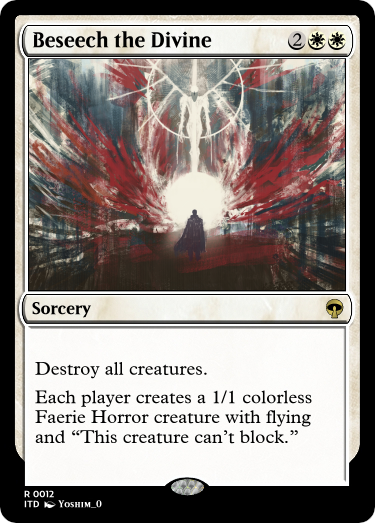 Beseech the Divine 2
Sorcery
Destroy all creatures.
Each player creates a 1/1 colorless
Faerie Horror creature with flying
and “This creature can’t block.”
R 0012
ITD Yoshim_0